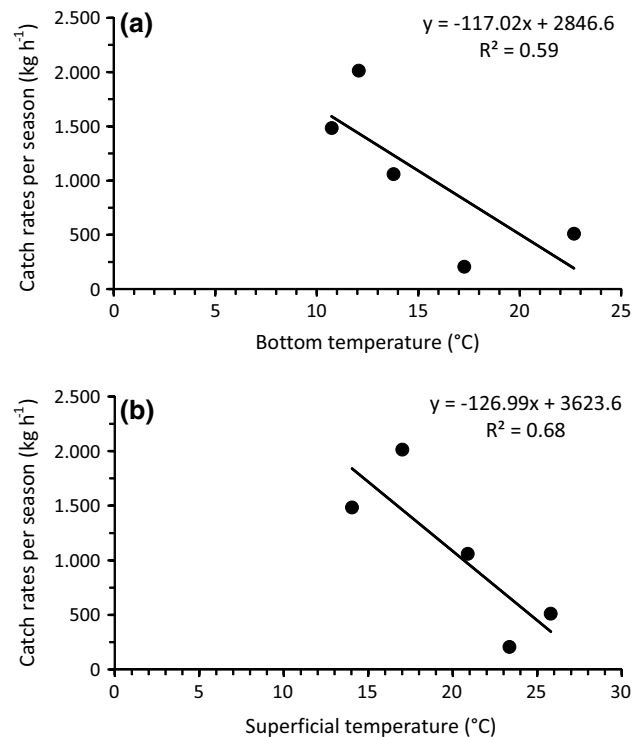 (a)
y = -117.02x + 2846.6
R² = 0.59
Catch rates per season (kg h⁻¹)
2.500
2.000
1.500
1.000
500
0
0 5 10 15 20 25
Bottom temperature (°C)
(b)
y = -126.99x + 3623.6
R² = 0.68
Catch rates per season (kg h⁻¹)
2.500
2.000
1.500
1.000
500
0
0 5 10 15 20 25 30
Superficial temperature (°C)